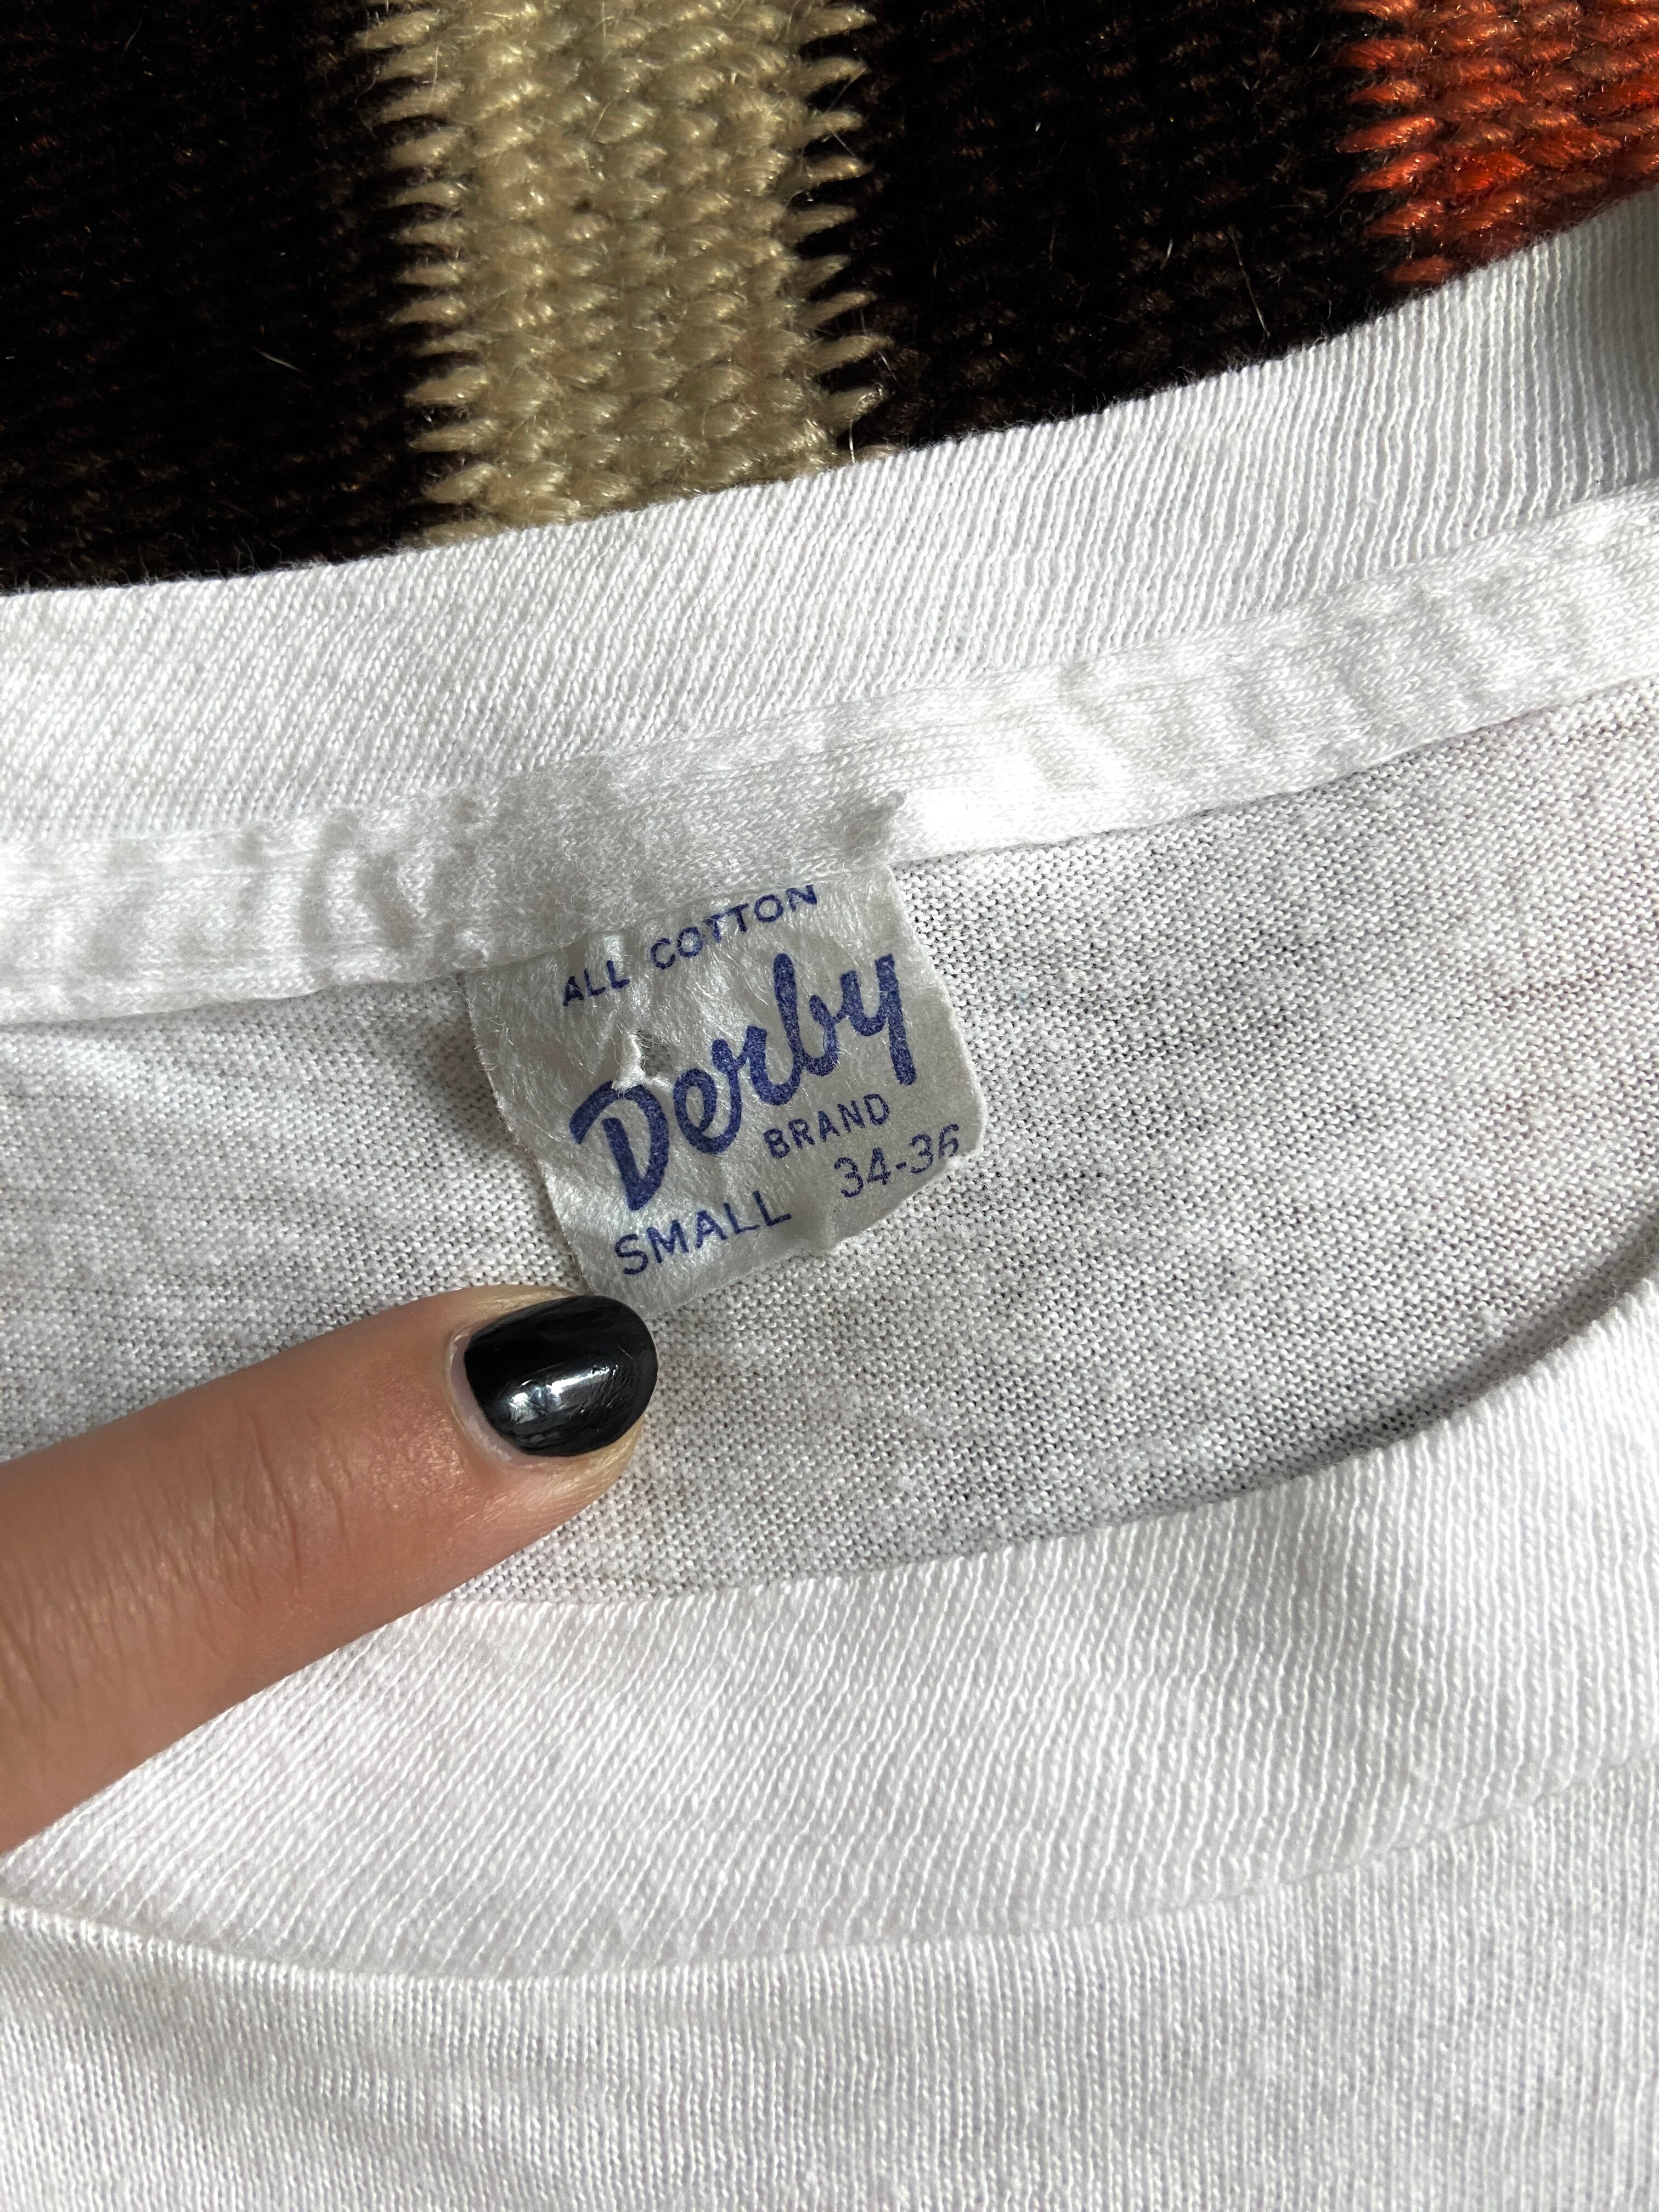 ALL COTTON
Derby
BRAND
SMALL 34-36